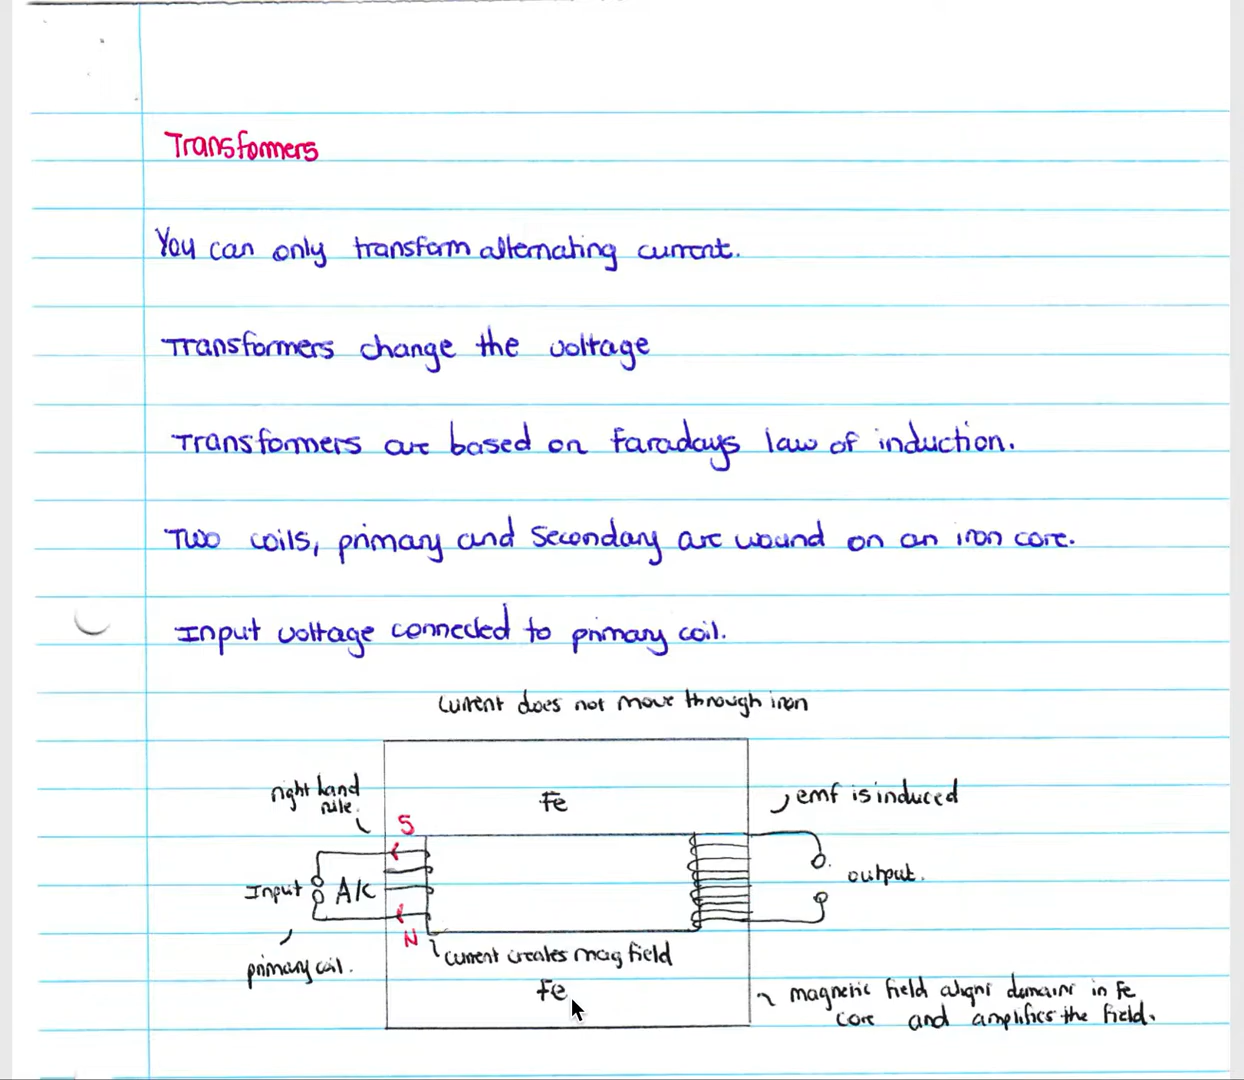 Transformers
You can only transform alternating current.
Transformers change the voltage
Transformers are based on Faradays law of induction.
Two coils, primary and secondary are wound on an iron core.
Input voltage connected to primary coil.
Current does not move through iron
right hand
rule.
Fe
emf is induced
S
Input
A/C
output.
N
current creates mag field
primary coil.
Fe
magnetic field aligns domains in Fe
core and amplifies the field.